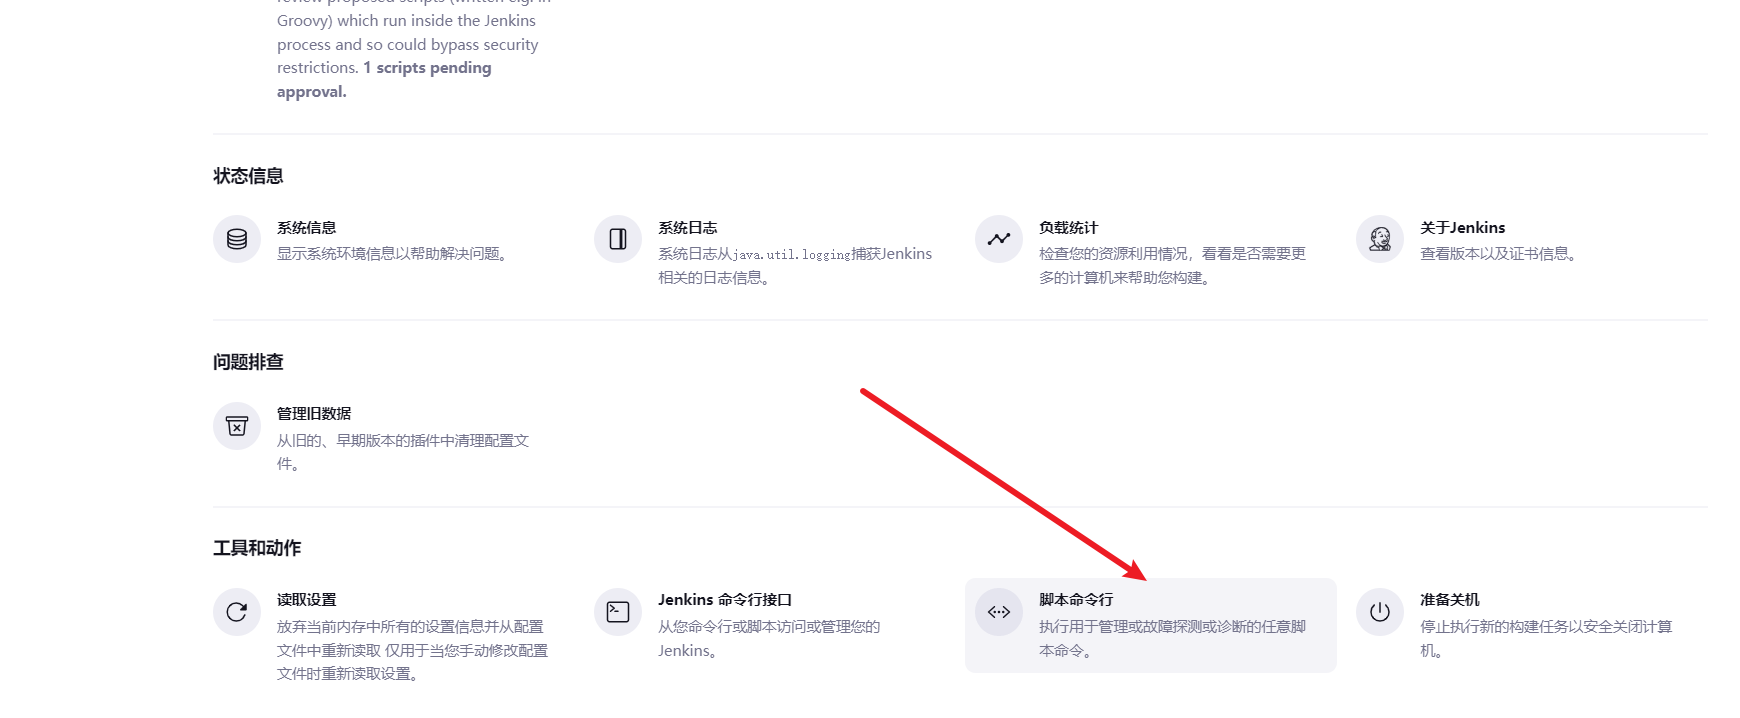 review proposed scripts (written e.g. in
Groovy) which run inside the Jenkins
process and so could bypass security
restrictions. 1 scripts pending
approval.
状态信息
系统信息
显示系统环境信息以帮助解决问题。
系统日志
系统日志从java.util.logging捕获Jenkins
相关的日志信息。
负载统计
检查您的资源利用情况，看看是否需要更
多的计算机来帮助您构建。
关于Jenkins
查看版本以及证书信息。
问题排查
管理旧数据
从旧的、早期版本的插件中清理配置文
件。
工具和动作
读取设置
放弃当前内存中所有的设置信息并从配置
文件中重新读取 仅用于当您手动修改配置
文件时重新读取设置。
Jenkins 命令行接口
从您命令行或脚本访问或管理您的
Jenkins。
脚本命令行
执行用于管理或故障探测或诊断的任意脚
本命令。
准备关机
停止执行新的构建任务以安全关闭计算
机。